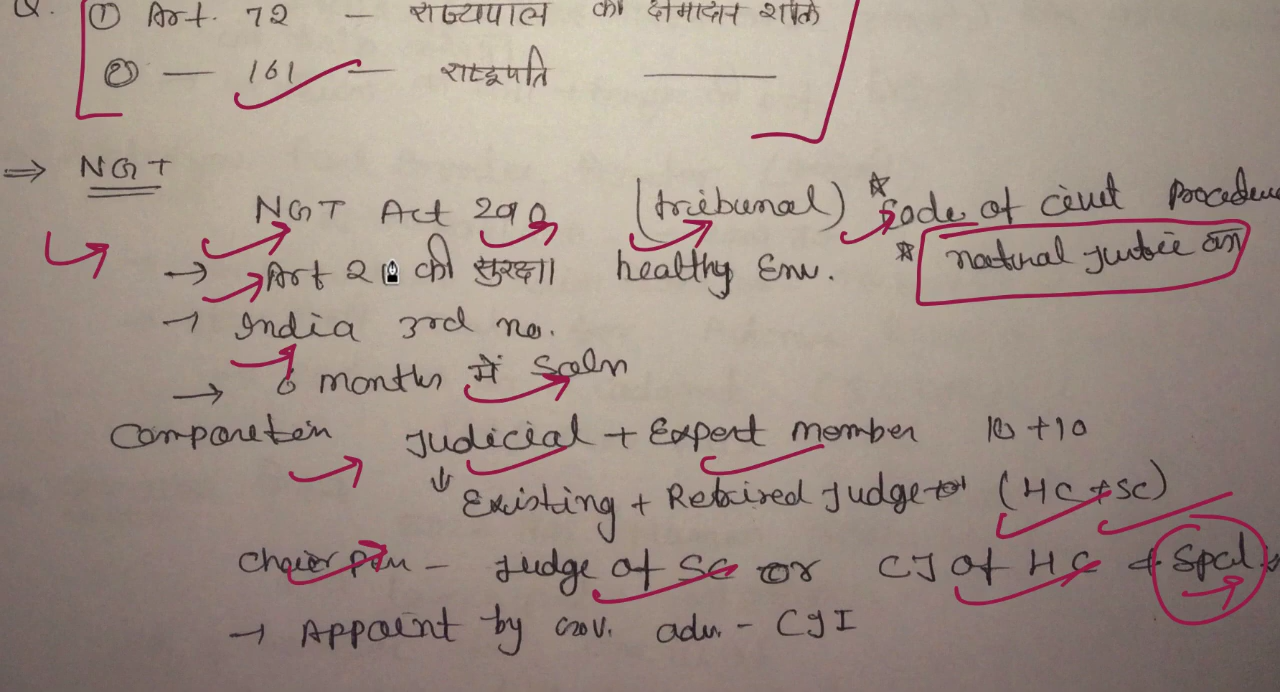 Q. ① Art. 72 — राज्यपाल की क्षमादान शक्ति
② — 161 — राष्ट्रपति ———
⇒ NGT
NGT Act 2010 (tribunal) * Code of civil Procedure
→ Art 21 की सुरक्षा healthy Env. * natural justice का
→ India 3rd no.
→ 6 months में Soln
Judicial + Expert member 10 + 10
↓ Existing + Retired Judge (HC + SC)
Chairper - Judge of SC or CJ of HC + Spcl
→ Appoint by Gov. adv. - CJI